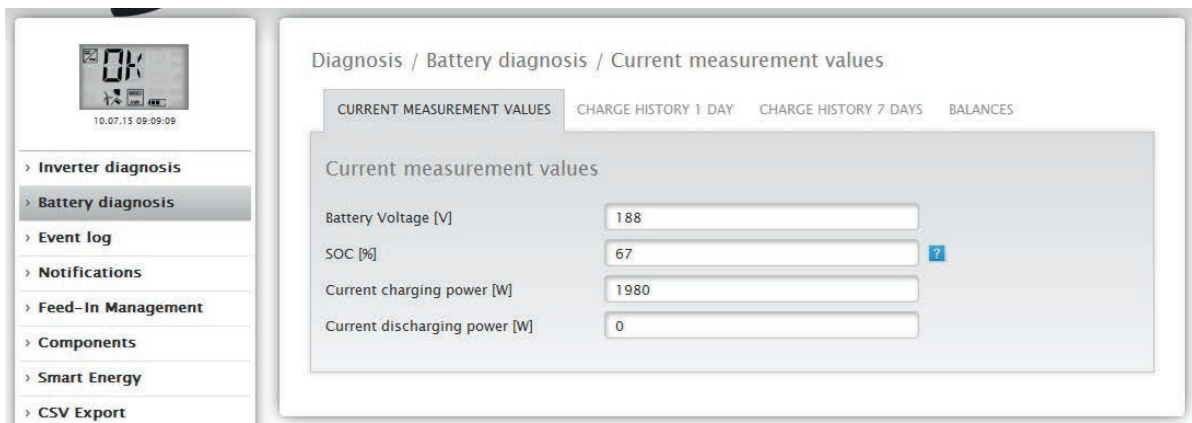 OK
10.07.15 09:09:09
› Inverter diagnosis
› Battery diagnosis
› Event log
› Notifications
› Feed-In Management
› Components
› Smart Energy
› CSV Export
Diagnosis / Battery diagnosis / Current measurement values
CURRENT MEASUREMENT VALUES CHARGE HISTORY 1 DAY CHARGE HISTORY 7 DAYS BALANCES
Current measurement values
Battery Voltage [V] 188
SOC [%] 67 ?
Current charging power [W] 1980
Current discharging power [W] 0